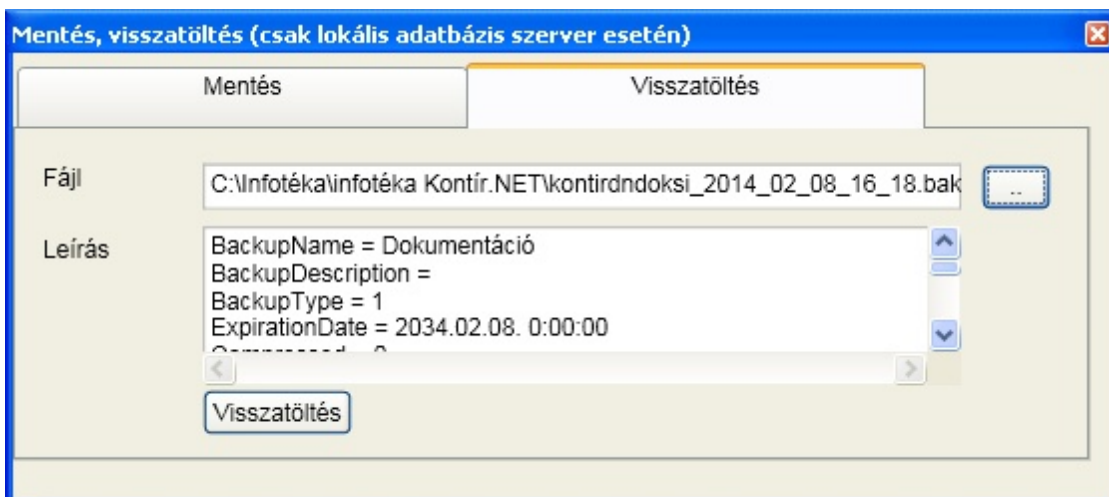 Mentés, visszatöltés (csak lokális adatbázis szerver esetén)
Mentés Visszatöltés
Fájl C:\Infotéka\infotéka Kontír.NET\kontirdndoksi_2014_02_08_16_18.bak ..
Leírás BackupName = Dokumentáció
BackupDescription =
BackupType = 1
ExpirationDate = 2034.02.08. 0:00:00
Visszatöltés